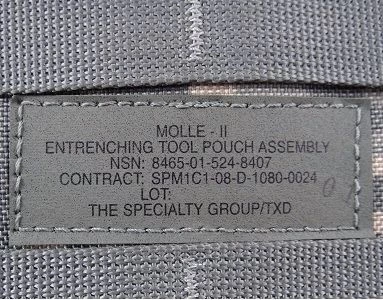 MOLLE - II
ENTRENCHING TOOL POUCH ASSEMBLY
NSN: 8465-01-524-8407
CONTRACT: SPM1C1-08-D-1080-0024
LOT:
THE SPECIALTY GROUP/TXD